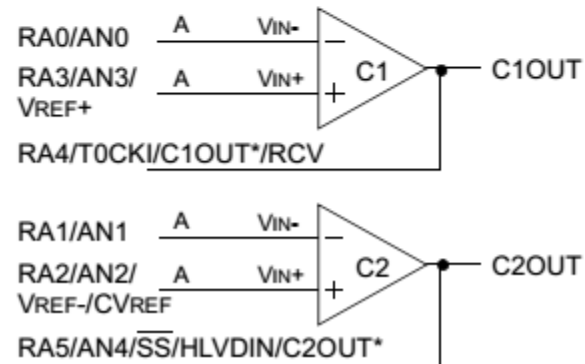 RA0/AN0 A VIN- −
C1 C1OUT
RA3/AN3/ A VIN+ +
VREF+
RA4/T0CKI/C1OUT*/RCV
RA1/AN1 A VIN- −
C2 C2OUT
RA2/AN2/ A VIN+ +
VREF-/CVREF
RA5/AN4/S̅S̅/HLVDIN/C2OUT*